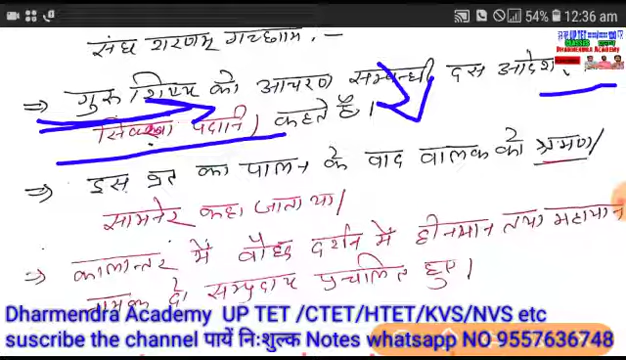 54% 12:36 am
संघ शरणम् गच्छाम. -
⇒ गुरु शिष्य को आचरण सम्बन्धी दस आदेश.
सिक्खा पदानि कहते हैं।
⇒ इस व्रत का पालन के बाद बालक को श्रमण/
सामनेर कहा जाता था/
⇒ कालान्तर में बौद्ध दर्शन में हीनमान तथा महायान
नामक दो सम्प्रदाय प्रचलित हुए।
Dharmendra Academy UP TET /CTET/HTET/KVS/NVS etc
suscribe the channel पायें निःशुल्क Notes whatsapp NO 9557636748